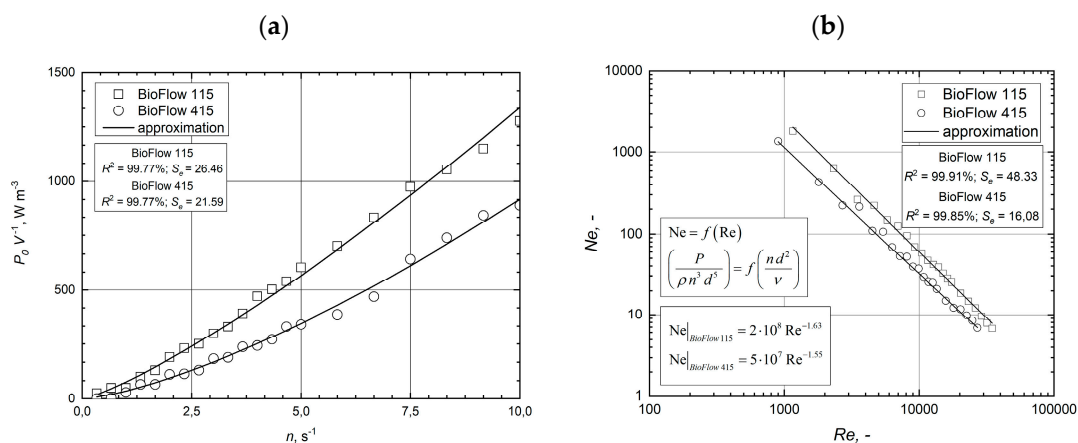 (a)
1500
1000
500
0
P₀ V⁻¹, W m⁻³
BioFlow 115
BioFlow 415
approximation
BioFlow 115
R² = 99.77%; Sₑ = 26.46
BioFlow 415
R² = 99.77%; Sₑ = 21.59
0,0 2,5 5,0 7,5 10,0
n, s⁻¹
(b)
10000
1000
100
10
1
Ne, -
BioFlow 115
BioFlow 415
approximation
BioFlow 115
R² = 99.91%; Sₑ = 48.33
BioFlow 415
R² = 99.85%; Sₑ = 16,08
Ne = f(Re)
(P / ρ n³ d⁵) = f(n d² / ν)
Ne|BioFlow 115 = 2·10⁸ Re⁻¹·⁶³
Ne|BioFlow 415 = 5·10⁷ Re⁻¹·⁵⁵
100 1000 10000 100000
Re, -